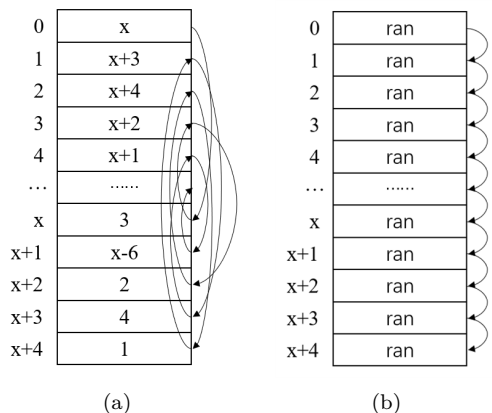 0 x
1 x+3
2 x+4
3 x+2
4 x+1
… ……
x 3
x+1 x-6
x+2 2
x+3 4
x+4 1
(a)
0 ran
1 ran
2 ran
3 ran
4 ran
… ……
x ran
x+1 ran
x+2 ran
x+3 ran
x+4 ran
(b)